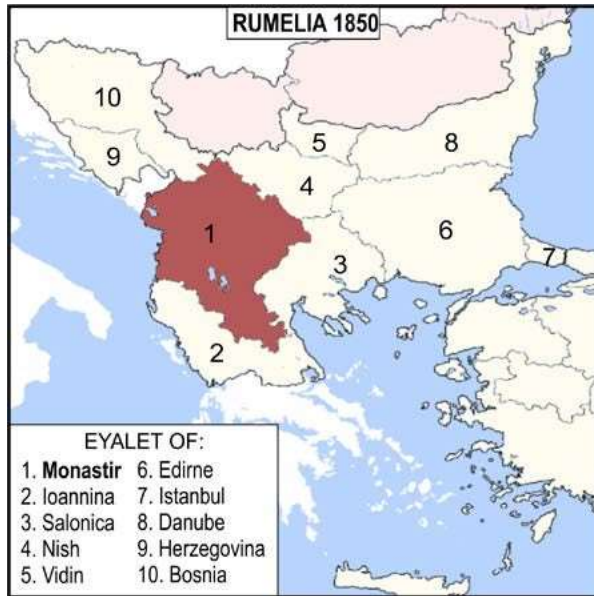 RUMELIA 1850
10
9
5
8
4
1
6
3
7
2
EYALET OF:
1. Monastir 6. Edirne
2. Ioannina 7. Istanbul
3. Salonica 8. Danube
4. Nish 9. Herzegovina
5. Vidin 10. Bosnia